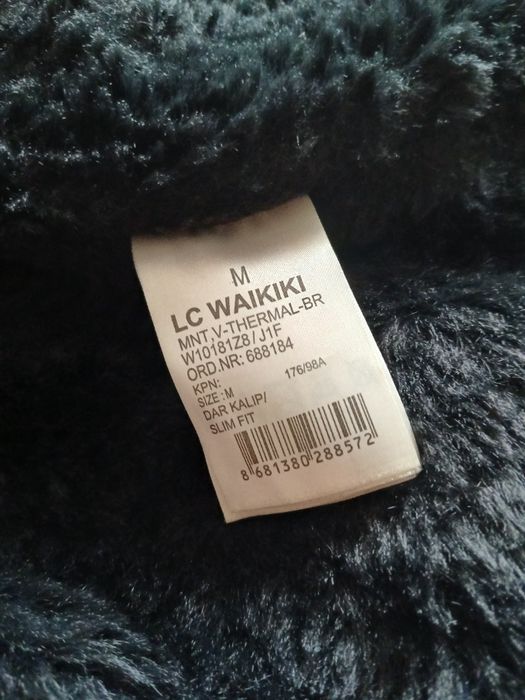 M
LC WAIKIKI
MNT.V-THERMAL-BR
W10181Z8 / J1F
ORD.NR: 688184
KPN:
SIZE : M 176/98A
DAR KALIP/
SLIM FIT
8 681380 288572